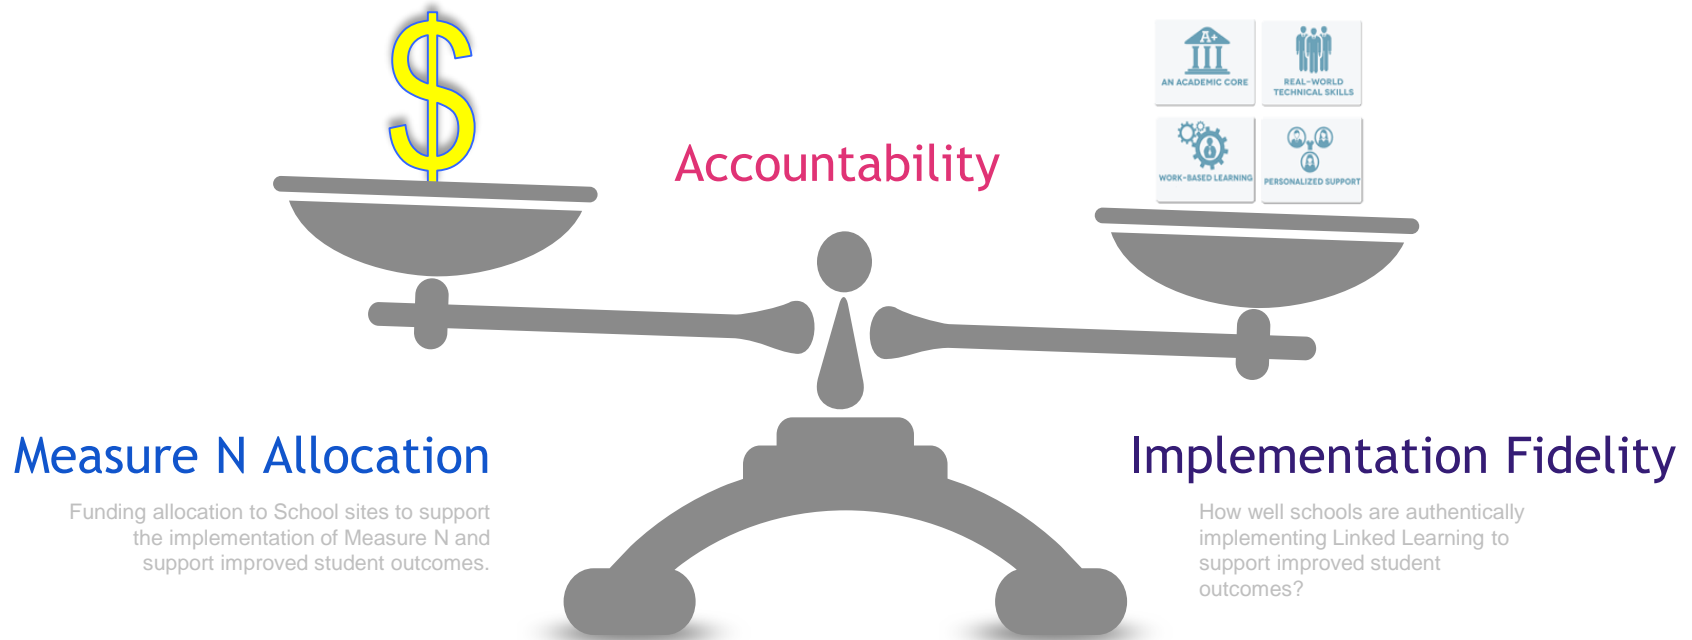 $
A+
AN ACADEMIC CORE
REAL-WORLD
TECHNICAL SKILLS
WORK-BASED LEARNING
PERSONALIZED SUPPORT
Accountability
Measure N Allocation
Funding allocation to School sites to support
the implementation of Measure N and
support improved student outcomes.
Implementation Fidelity
How well schools are authentically
implementing Linked Learning to
support improved student
outcomes?